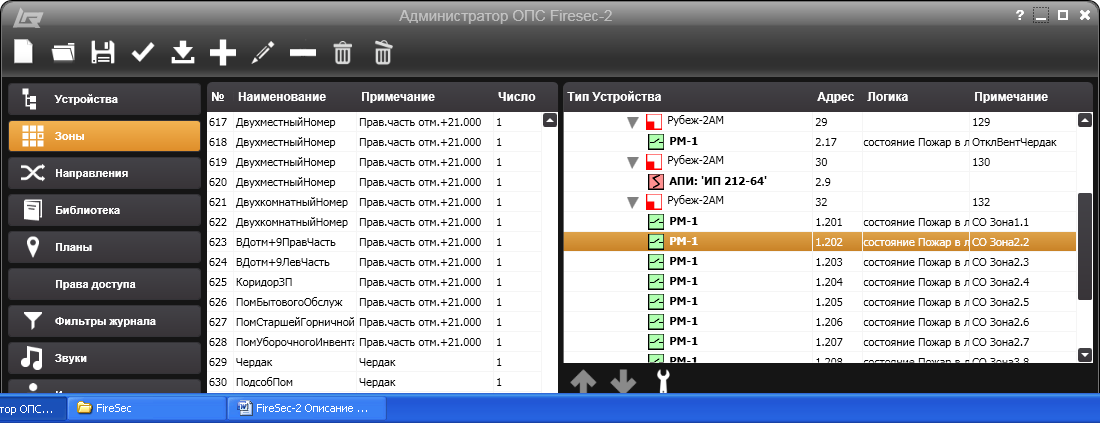 Администратор ОПС Firesec-2
?
№ Наименование Примечание Число
Тип Устройства Адрес Логика Примечание
Устройства
Зоны
Направления
Библиотека
Планы
Права доступа
Фильтры журнала
Звуки
617 ДвухместныйНомер Прав.часть отм.+21.000 1
618 ДвухместныйНомер Прав.часть отм.+21.000 1
619 ДвухместныйНомер Прав.часть отм.+21.000 1
620 ДвухместныйНомер Прав.часть отм.+21.000 1
621 ДвухкомнатныйНомер Прав.часть отм.+21.000 1
622 ДвухкомнатныйНомер Прав.часть отм.+21.000 1
623 ВДотм+9ПравЧасть Прав.часть отм.+21.000 1
624 ВДотм+9ЛевЧасть Прав.часть отм.+21.000 1
625 КоридорЗП Прав.часть отм.+21.000 1
626 ПомБытовогоОбслуж Прав.часть отм.+21.000 1
627 ПомСтаршейГорничной Прав.часть отм.+21.000 1
628 ПомУборочногоИнвента Прав.часть отм.+21.000 1
629 Чердак Чердак 1
630 ПодсобПом Чердак 1
Рубеж-2АМ 29 129
РМ-1 2.17 состояние Пожар в л ОтклВентЧердак
Рубеж-2АМ 30 130
АПИ: 'ИП 212-64' 2.9
Рубеж-2АМ 32 132
РМ-1 1.201 состояние Пожар в л СО Зона1.1
РМ-1 1.202 состояние Пожар в л СО Зона2.2
РМ-1 1.203 состояние Пожар в л СО Зона2.3
РМ-1 1.204 состояние Пожар в л СО Зона2.4
РМ-1 1.205 состояние Пожар в л СО Зона2.5
РМ-1 1.206 состояние Пожар в л СО Зона2.6
РМ-1 1.207 состояние Пожар в л СО Зона2.7
РМ-1 1.208 состояние Пожар в л СО Зона3.8
тор ОПС... FireSec FireSec-2 Описание ...